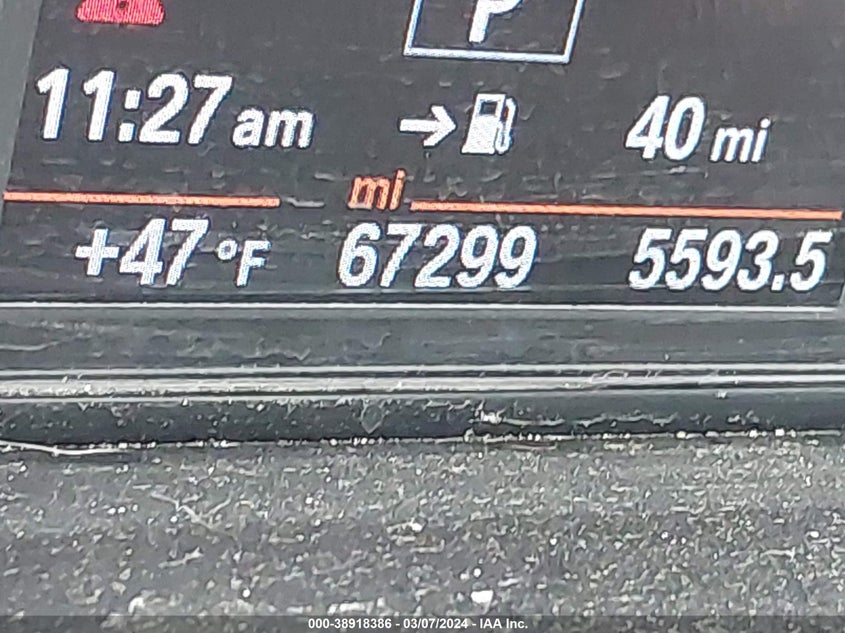 P
11:27 am 40 mi
mi
+47 °F 67299 5593.5
000-38918386 - 03/07/2024 - IAA Inc.